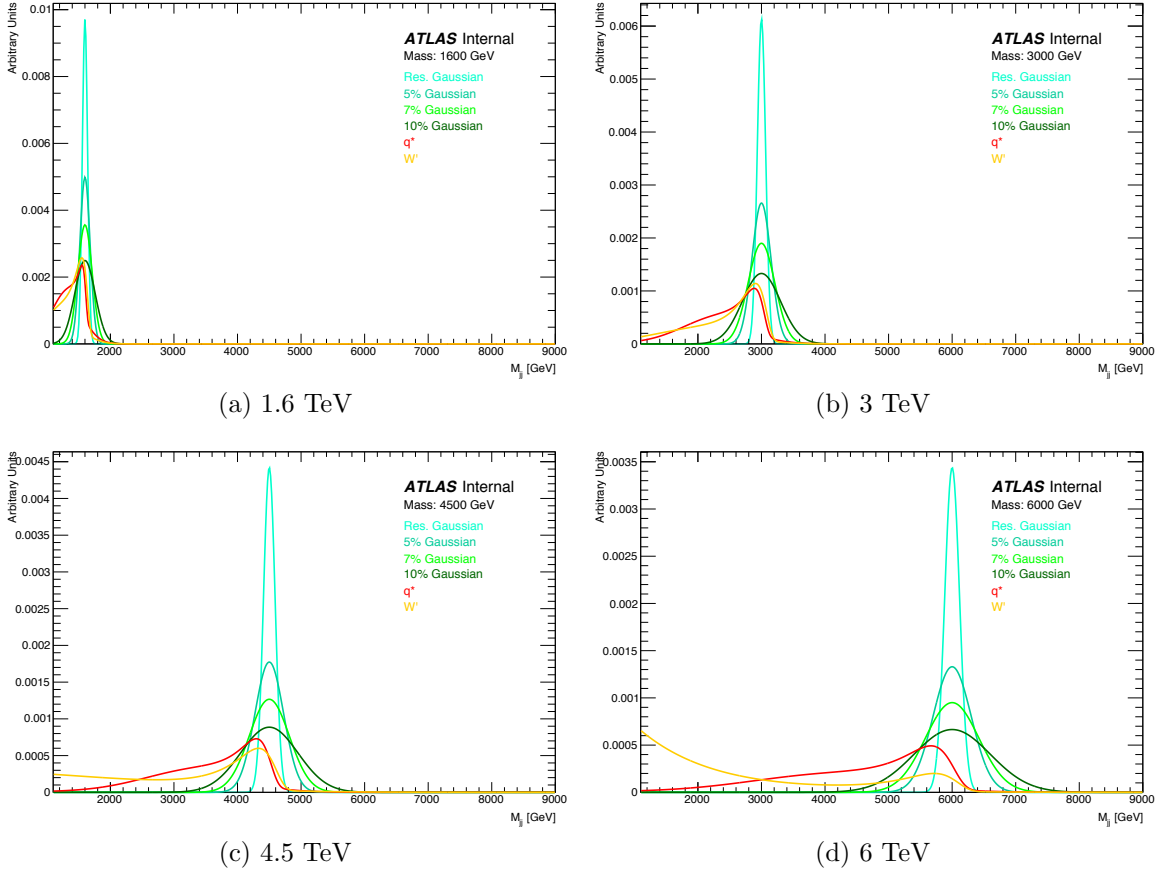 Arbitrary Units
0.01
0.008
0.006
0.004
0.002
0
ATLAS Internal
Mass: 1600 GeV
Res. Gaussian
5% Gaussian
7% Gaussian
10% Gaussian
q*
W'
2000 3000 4000 5000 6000 7000 8000 9000
M_jj [GeV]
(a) 1.6 TeV
Arbitrary Units
0.006
0.005
0.004
0.003
0.002
0.001
0
ATLAS Internal
Mass: 3000 GeV
Res. Gaussian
5% Gaussian
7% Gaussian
10% Gaussian
q*
W'
2000 3000 4000 5000 6000 7000 8000 9000
M_jj [GeV]
(b) 3 TeV
Arbitrary Units
0.0045
0.004
0.0035
0.003
0.0025
0.002
0.0015
0.001
0.0005
0
ATLAS Internal
Mass: 4500 GeV
Res. Gaussian
5% Gaussian
7% Gaussian
10% Gaussian
q*
W'
2000 3000 4000 5000 6000 7000 8000 9000
M_jj [GeV]
(c) 4.5 TeV
Arbitrary Units
0.0035
0.003
0.0025
0.002
0.0015
0.001
0.0005
0
ATLAS Internal
Mass: 6000 GeV
Res. Gaussian
5% Gaussian
7% Gaussian
10% Gaussian
q*
W'
2000 3000 4000 5000 6000 7000 8000 9000
M_jj [GeV]
(d) 6 TeV